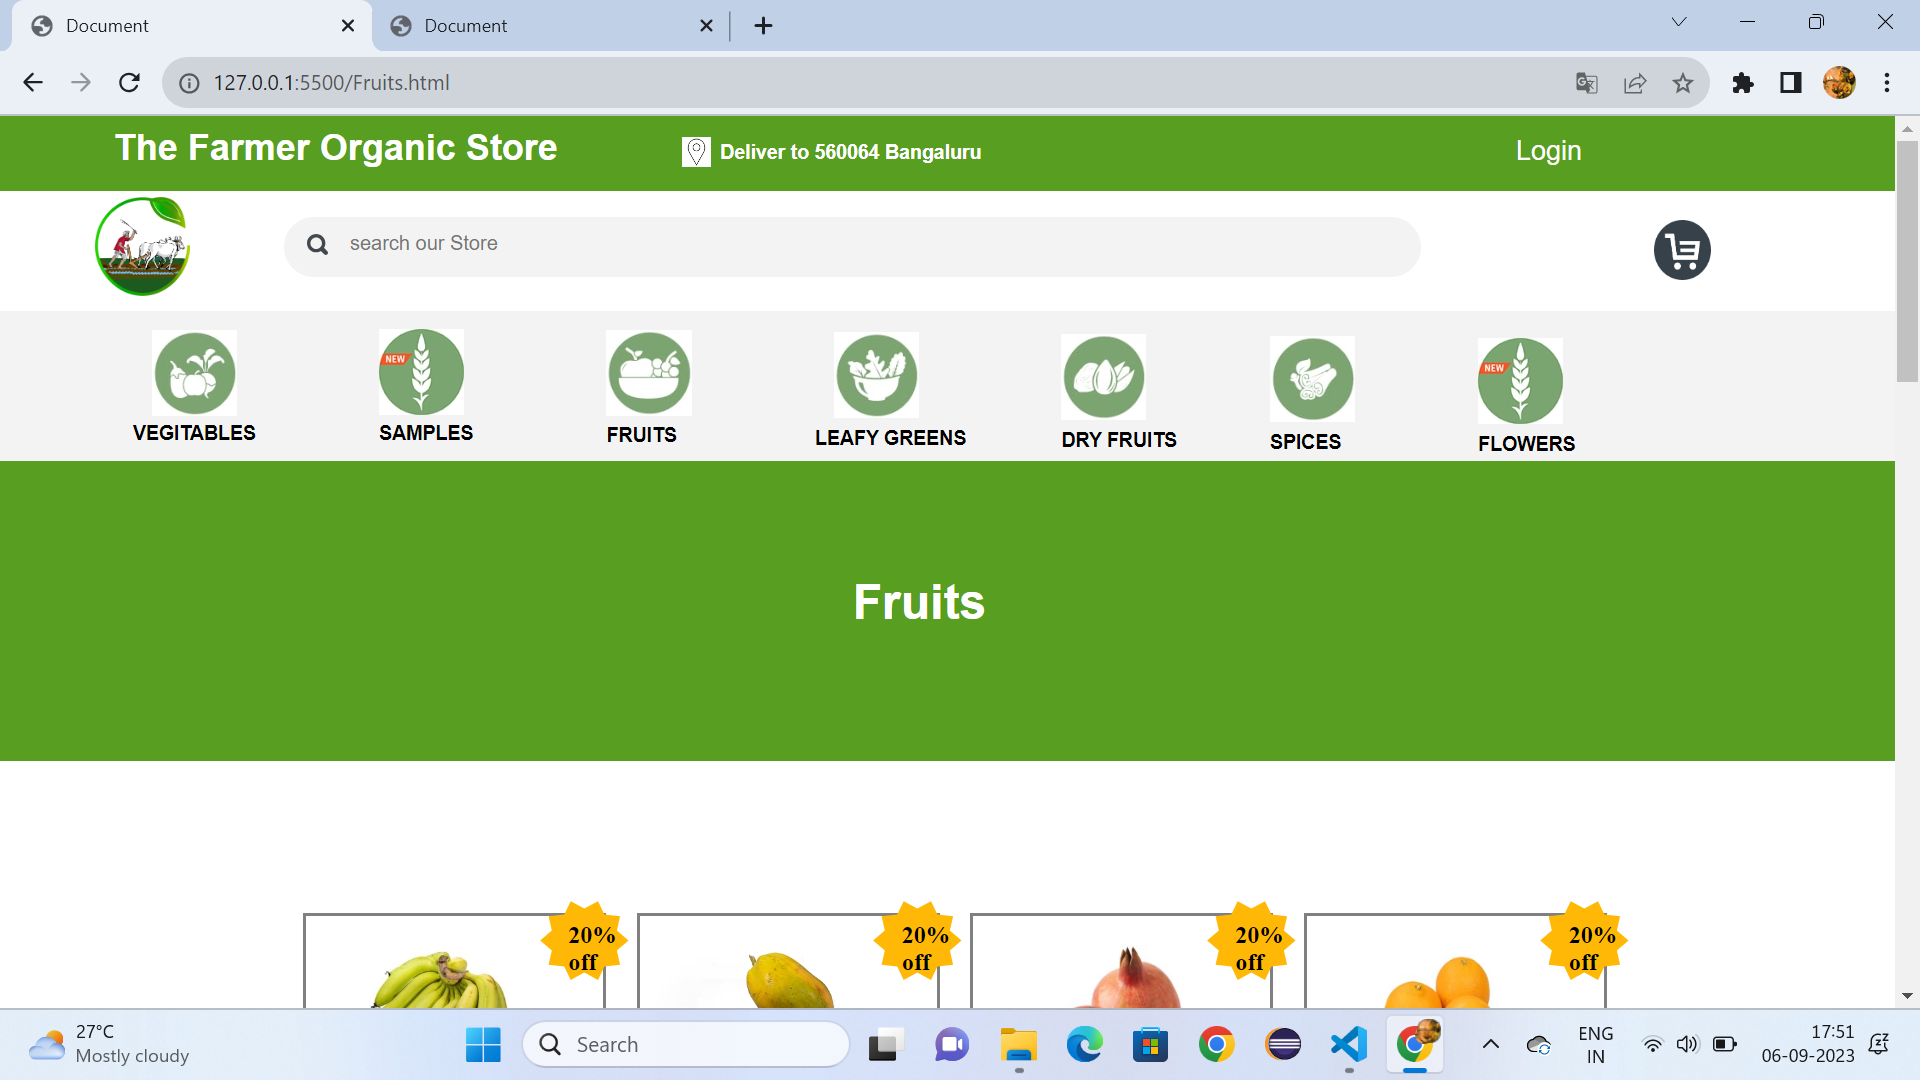 Document
Document
127.0.0.1:5500/Fruits.html
The Farmer Organic Store
Deliver to 560064 Bangaluru
Login
search our Store
NEW
NEW
VEGITABLES
SAMPLES
FRUITS
LEAFY GREENS
DRY FRUITS
SPICES
FLOWERS
Fruits
20%
off
20%
off
20%
off
20%
off
27°C
Mostly cloudy
Search
ENG
IN
17:51
06-09-2023